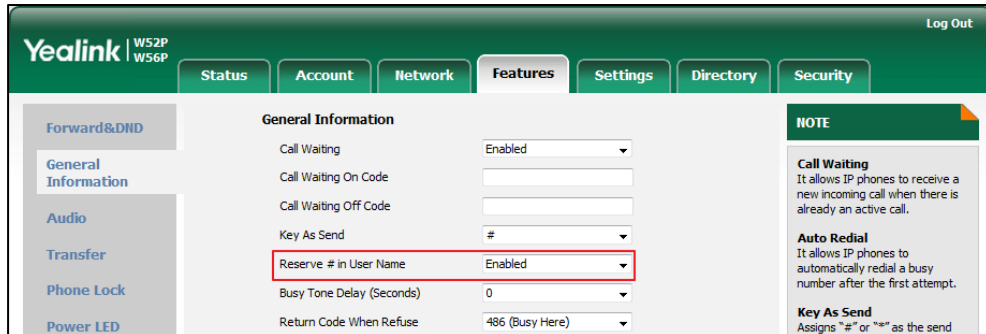 Log Out
Yealink | W52P
W56P
Status Account Network Features Settings Directory Security
Forward&DND
General
Information
Audio
Transfer
Phone Lock
Power LED
General Information
Call Waiting Enabled
Call Waiting On Code
Call Waiting Off Code
Key As Send #
Reserve # in User Name Enabled
Busy Tone Delay (Seconds) 0
Return Code When Refuse 486 (Busy Here)
NOTE
Call Waiting
It allows IP phones to receive a
new incoming call when there is
already an active call.
Auto Redial
It allows IP phones to
automatically redial a busy
number after the first attempt.
Key As Send
Assigns "#" or "*" as the send